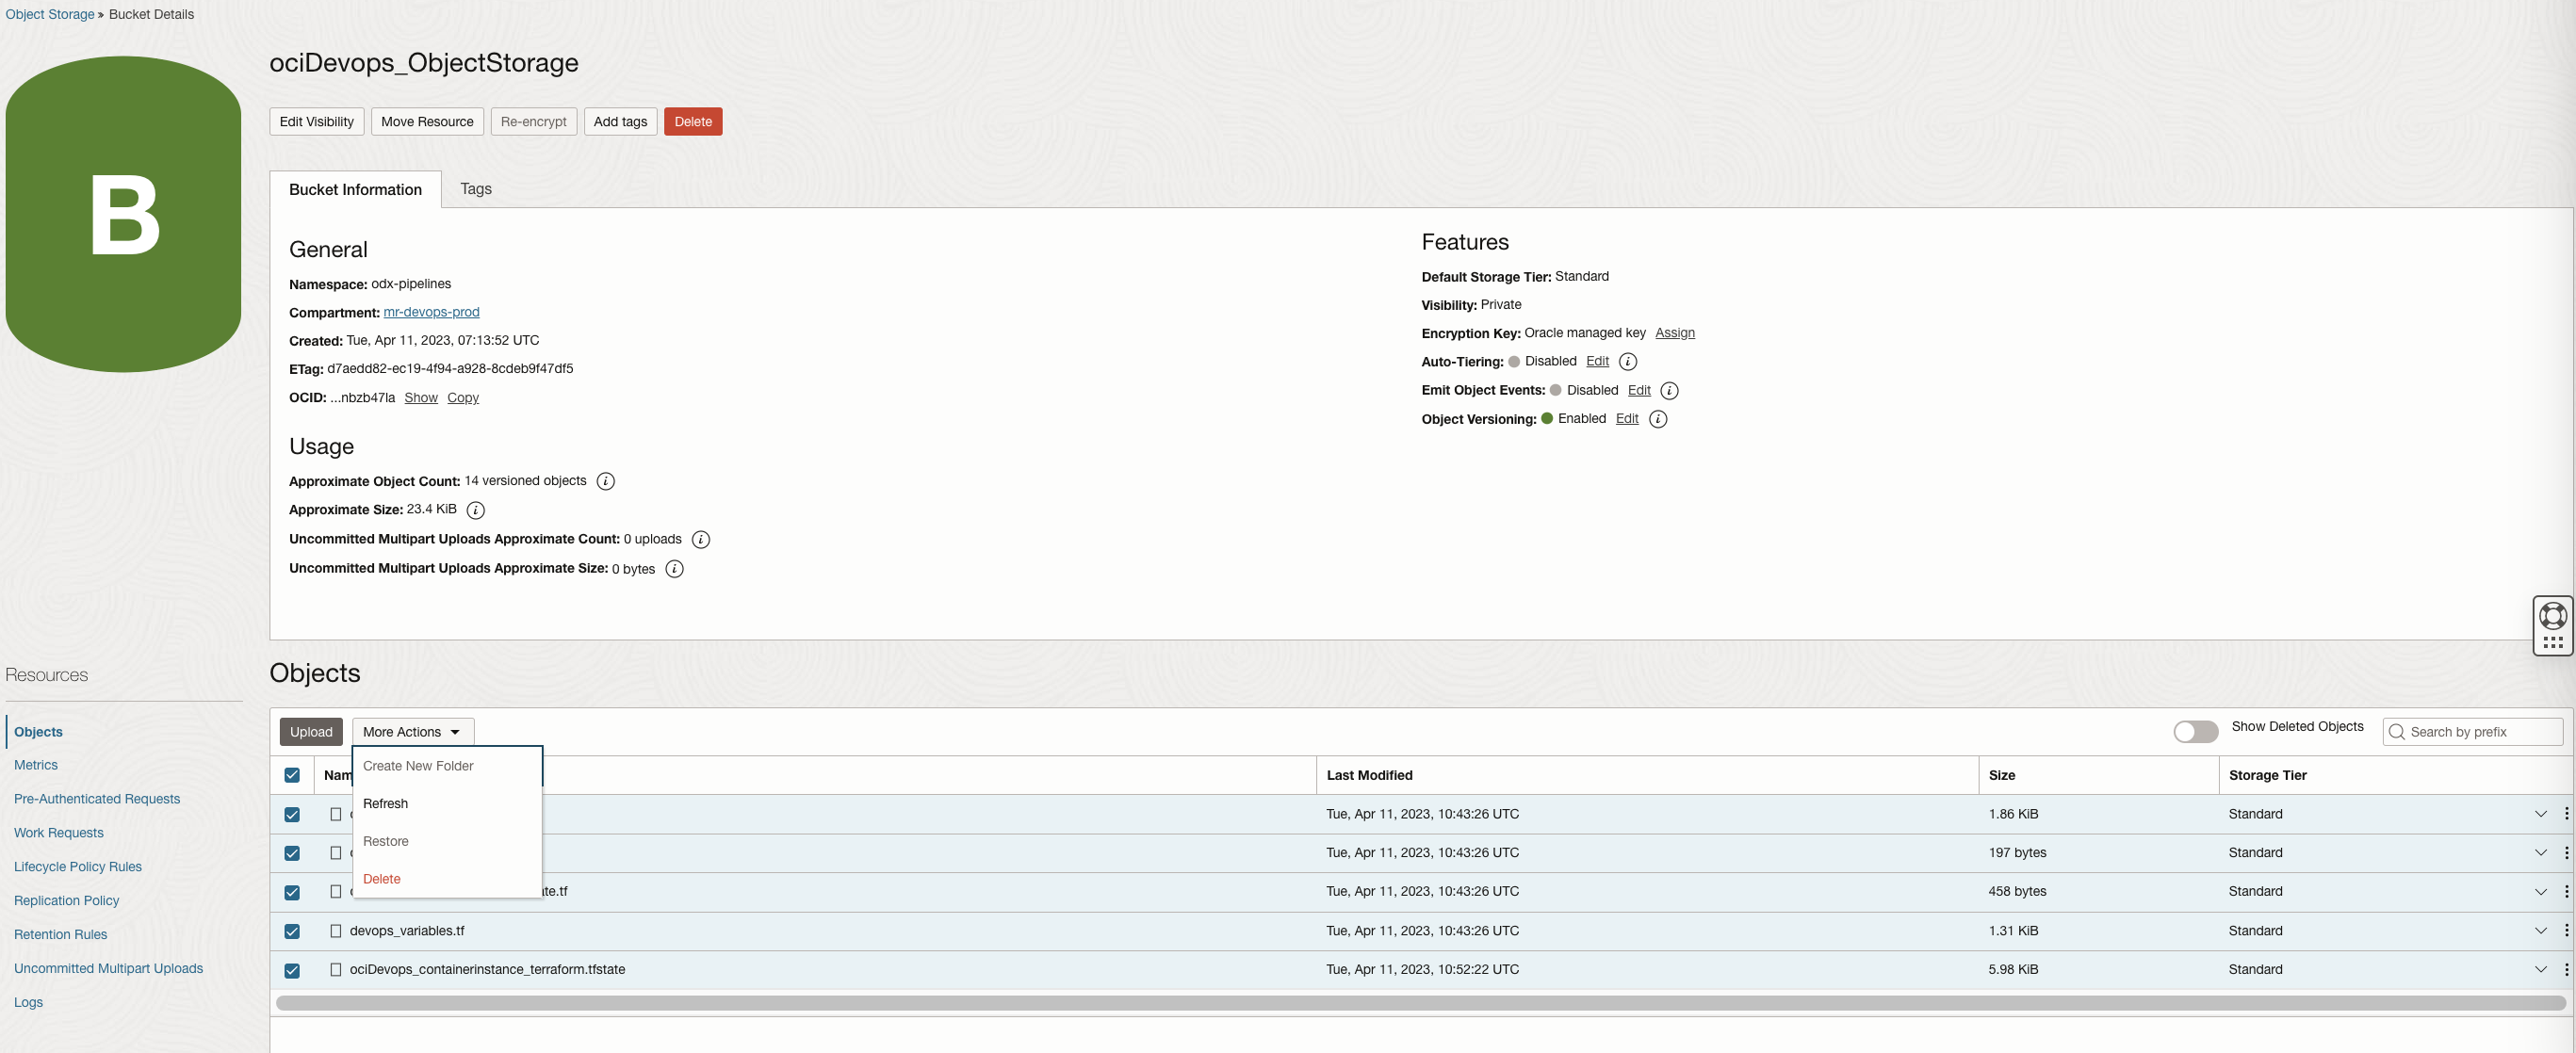 Object Storage » Bucket Details
B
ociDevops_ObjectStorage
Edit Visibility Move Resource Re-encrypt Add tags Delete
Bucket Information Tags
General
Namespace: odx-pipelines
Compartment: mr-devops-prod
Created: Tue, Apr 11, 2023, 07:13:52 UTC
ETag: d7aedd82-ec19-4f94-a928-8cdeb9f47df5
OCID: ...nbzb47la Show Copy
Usage
Approximate Object Count: 14 versioned objects
Approximate Size: 23.4 KiB
Uncommitted Multipart Uploads Approximate Count: 0 uploads
Uncommitted Multipart Uploads Approximate Size: 0 bytes
Features
Default Storage Tier: Standard
Visibility: Private
Encryption Key: Oracle managed key Assign
Auto-Tiering: Disabled Edit
Emit Object Events: Disabled Edit
Object Versioning: Enabled Edit
Resources
Objects
Metrics
Pre-Authenticated Requests
Work Requests
Lifecycle Policy Rules
Replication Policy
Retention Rules
Uncommitted Multipart Uploads
Logs
Objects
Upload More Actions
Show Deleted Objects Search by prefix
Create New Folder
Refresh
Restore
Delete
Last Modified Size Storage Tier
Tue, Apr 11, 2023, 10:43:26 UTC 1.86 KiB Standard
Tue, Apr 11, 2023, 10:43:26 UTC 197 bytes Standard
Tue, Apr 11, 2023, 10:43:26 UTC 458 bytes Standard
devops_variables.tf Tue, Apr 11, 2023, 10:43:26 UTC 1.31 KiB Standard
ociDevops_containerinstance_terraform.tfstate Tue, Apr 11, 2023, 10:52:22 UTC 5.98 KiB Standard